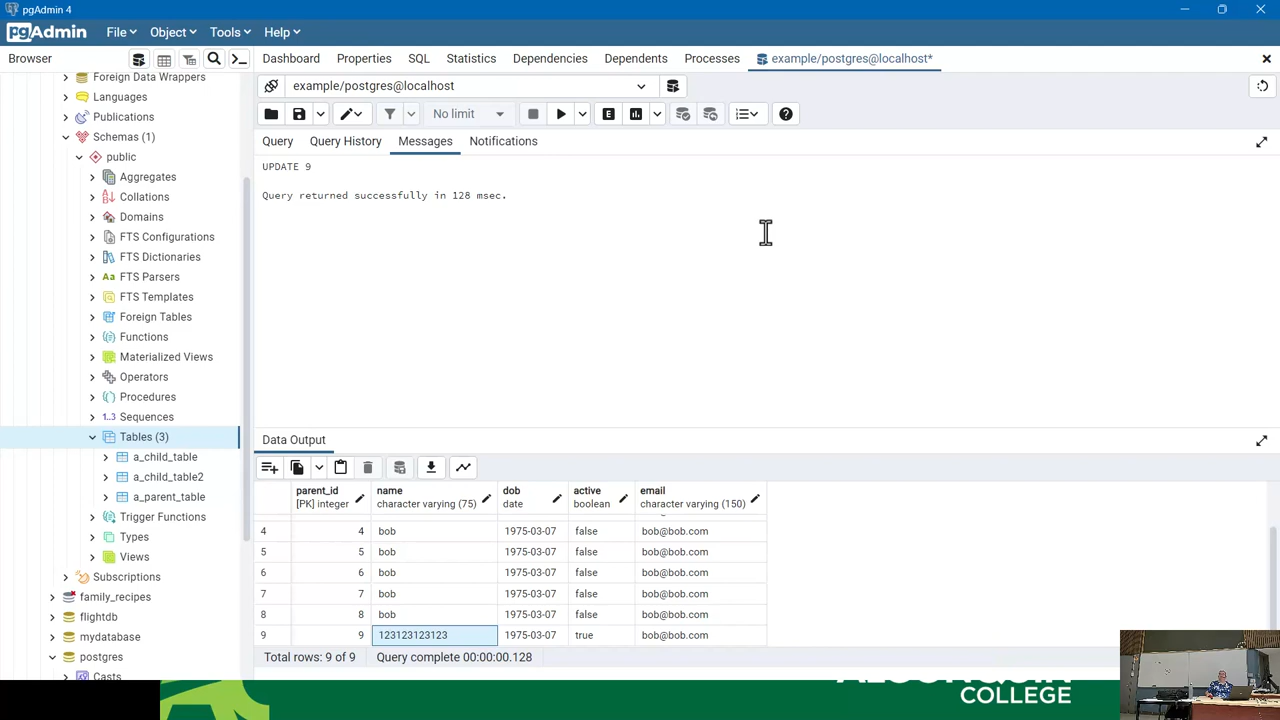 pgAdmin 4
pgAdmin File Object Tools Help
Browser
Dashboard Properties SQL Statistics Dependencies Dependents Processes example/postgres@localhost*
Foreign Data Wrappers
Languages
Publications
Schemas (1)
public
Aggregates
Collations
Domains
FTS Configurations
FTS Dictionaries
Aa FTS Parsers
FTS Templates
Foreign Tables
Functions
Materialized Views
Operators
Procedures
1..3 Sequences
Tables (3)
a_child_table
a_child_table2
a_parent_table
Trigger Functions
Types
Views
Subscriptions
family_recipes
flightdb
mydatabase
postgres
Casts
example/postgres@localhost
No limit E
Query Query History Messages Notifications
UPDATE 9
Query returned successfully in 128 msec.
Data Output
parent_id name dob active email
[PK] integer character varying (75) date boolean character varying (150)
4 4 bob 1975-03-07 false bob@bob.com
5 5 bob 1975-03-07 false bob@bob.com
6 6 bob 1975-03-07 false bob@bob.com
7 7 bob 1975-03-07 false bob@bob.com
8 8 bob 1975-03-07 false bob@bob.com
9 9 123123123123 1975-03-07 true bob@bob.com
Total rows: 9 of 9 Query complete 00:00:00.128
COLLEGE